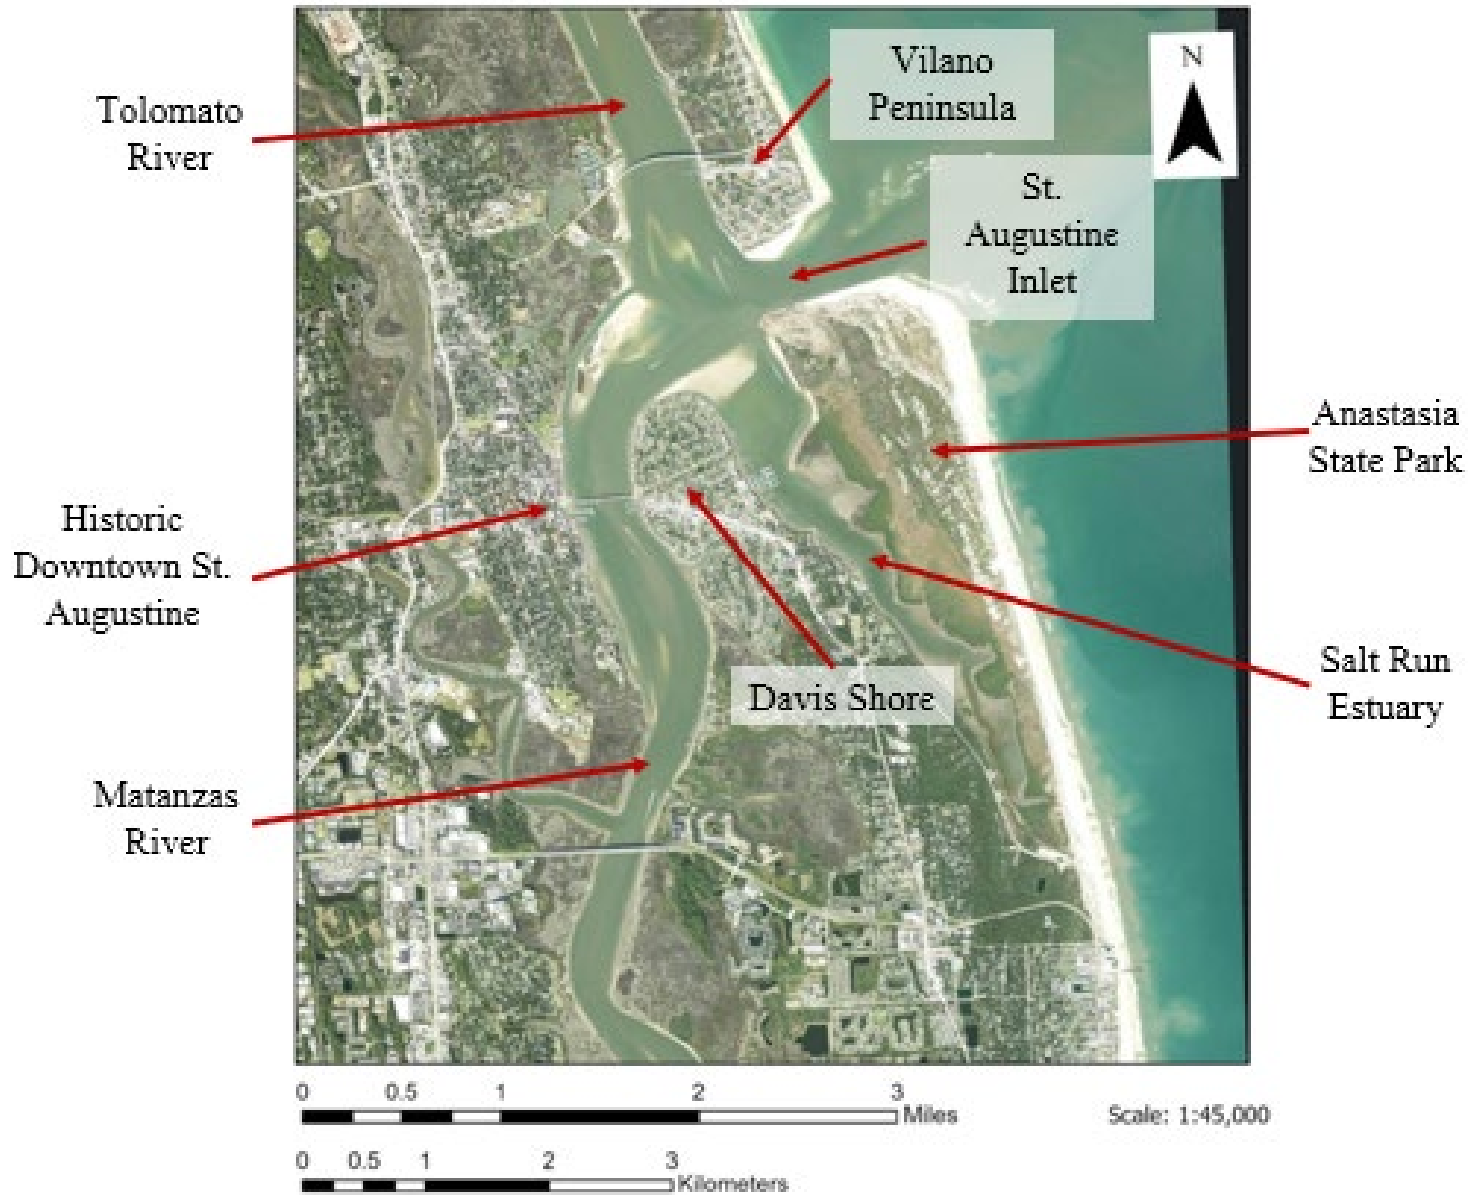 Vilano
Peninsula
N
Tolomato
River
St.
Augustine
Inlet
Anastasia
State Park
Historic
Downtown St.
Augustine
Salt Run
Estuary
Davis Shore
Matanzas
River
0 0.5 1 2 3
Miles
Scale: 1:45,000
0 0.5 1 2 3
Kilometers